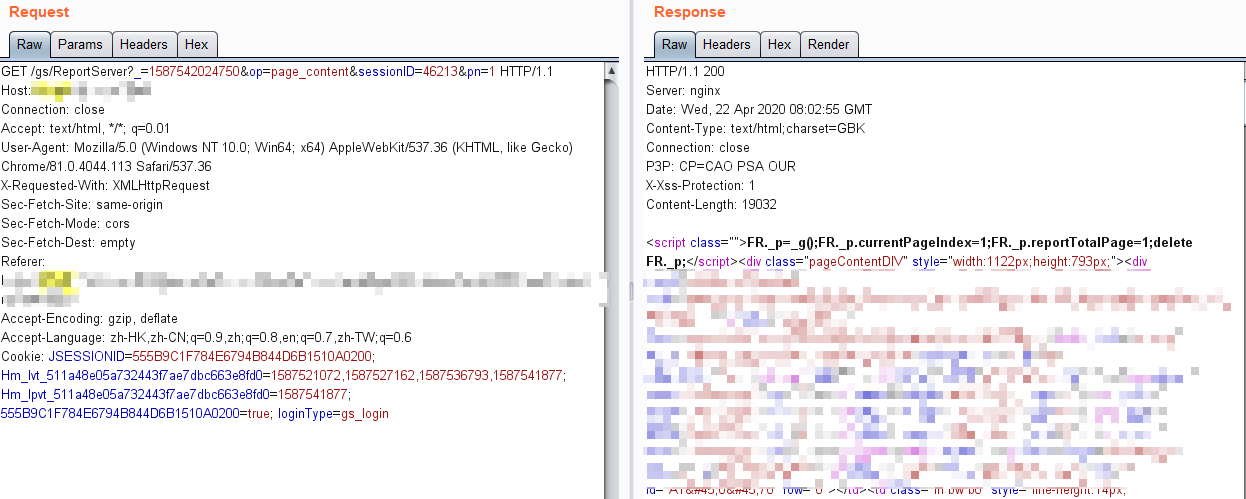 Request
Raw Params Headers Hex
GET /gs/ReportServer?_=1587542024750&op=page_content&sessionID=46213&pn=1 HTTP/1.1
Host:
Connection: close
Accept: text/html, */*; q=0.01
User-Agent: Mozilla/5.0 (Windows NT 10.0; Win64; x64) AppleWebKit/537.36 (KHTML, like Gecko)
Chrome/81.0.4044.113 Safari/537.36
X-Requested-With: XMLHttpRequest
Sec-Fetch-Site: same-origin
Sec-Fetch-Mode: cors
Sec-Fetch-Dest: empty
Referer:
Accept-Encoding: gzip, deflate
Accept-Language: zh-HK,zh-CN;q=0.9,zh;q=0.8,en;q=0.7,zh-TW;q=0.6
Cookie: JSESSIONID=555B9C1F784E6794B844D6B1510A0200;
Hm_lvt_511a48e05a732443f7ae7dbc663e8fd0=1587521072,1587527162,1587536793,1587541877;
Hm_lpvt_511a48e05a732443f7ae7dbc663e8fd0=1587541877;
555B9C1F784E6794B844D6B1510A0200=true; loginType=gs_login
Response
Raw Headers Hex Render
HTTP/1.1 200
Server: nginx
Date: Wed, 22 Apr 2020 08:02:55 GMT
Content-Type: text/html;charset=GBK
Connection: close
P3P: CP=CAO PSA OUR
X-Xss-Protection: 1
Content-Length: 19032
<script class="">FR._p=_g();FR._p.currentPageIndex=1;FR._p.reportTotalPage=1;delete
FR._p;</script><div class="pageContentDIV" style="width:1122px;height:793px;"><div